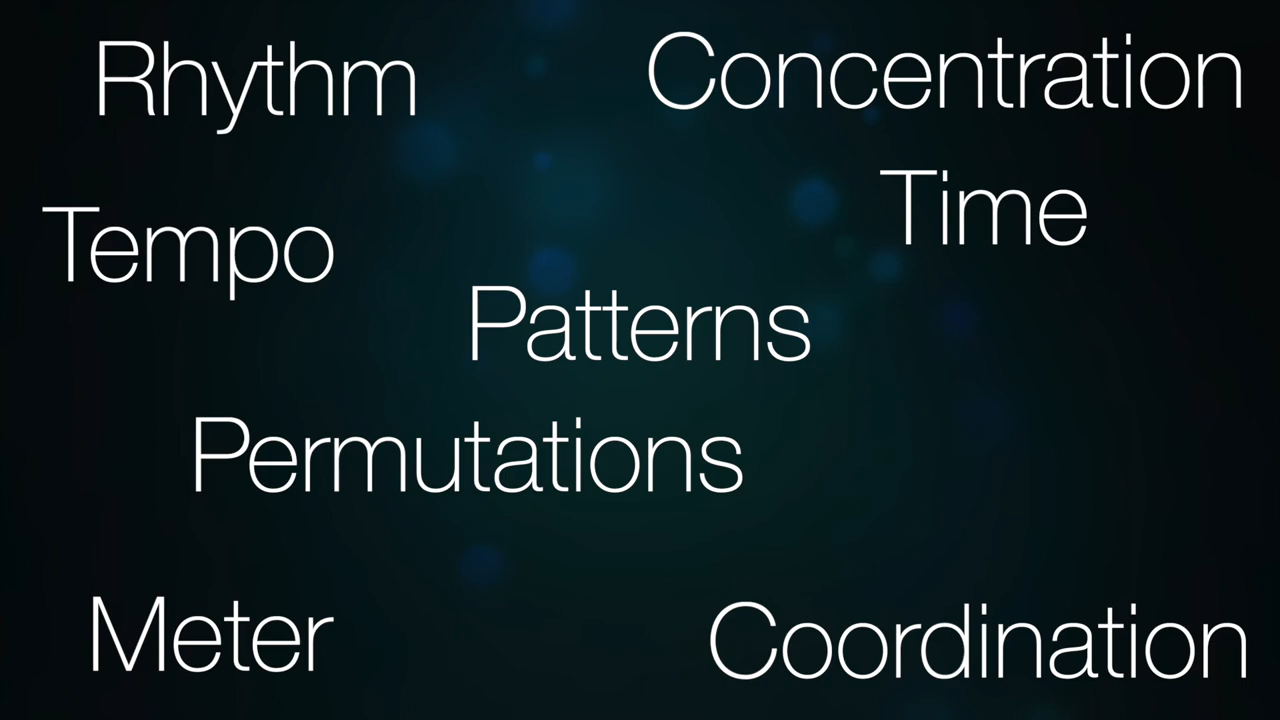 Rhythm
Concentration
Tempo
Time
Patterns
Permutations
Meter
Coordination